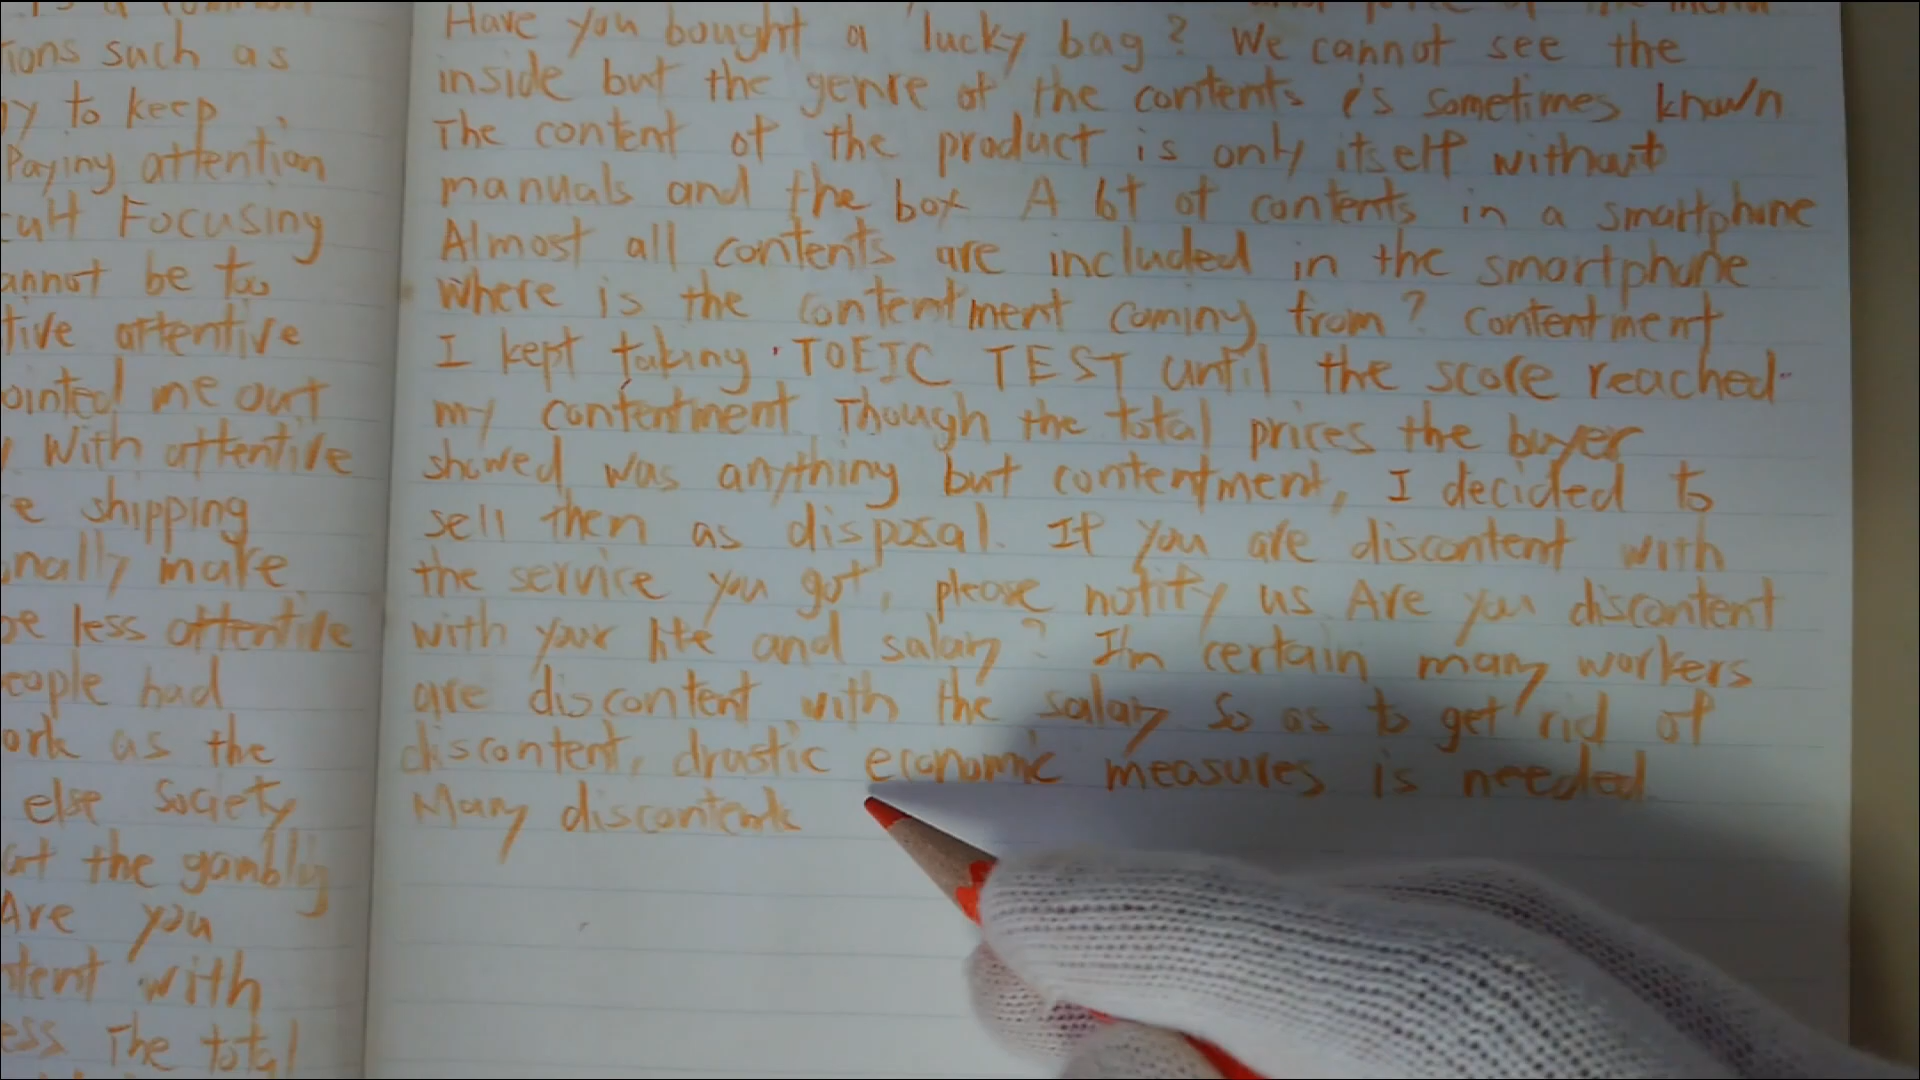 tions such as
to keep
Paying attention
Focusing
annot be too
tive attentive
ointed me out
With attentive
e shipping
nally make
be less attentive
eople had
ork as the
else Society
at the gambling
Are you
ntent with
ess The total
Have you bought a lucky bag? We cannot see the
inside but the genre of the contents is sometimes known
The content of the product is only itself without
manuals and the box A lot of contents in a smartphone
Almost all contents are included in the smartphone
Where is the contentment coming from? Contentment
I kept taking TOEIC TEST until the score reached
my contentment Though the total prices the buyer
showed was anything but contentment, I decided to
sell then as disposal. If you are discontent with
the service you got, please notify us Are you discontent
with your life and salary? I'm certain many workers
are discontent with the salary So as to get rid of
discontent, drastic economic measures is needed
Many discontents